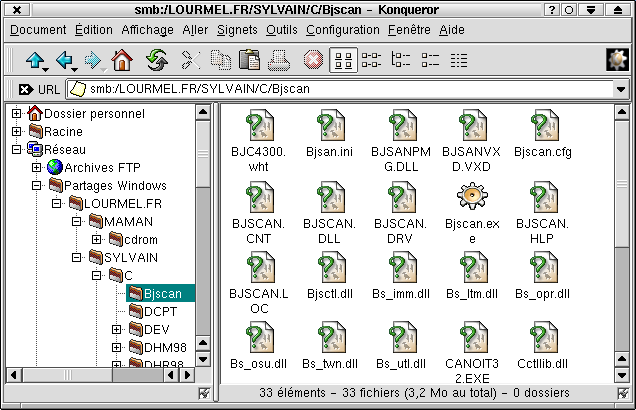 smb:/LOURMEL.FR/SYLVAIN/C/Bjscan - Konqueror
Document Édition Affichage Aller Signets Outils Configuration Fenêtre Aide
URL smb:/LOURMEL.FR/SYLVAIN/C/Bjscan
Dossier personnel
Racine
Réseau
Archives FTP
Partages Windows
LOURMEL.FR
MAMAN
cdrom
SYLVAIN
C
Bjscan
DCPT
DEV
DHM98
DHR98
BJC4300.wht Bjsan.ini BJSANPMG.DLL BJSANVXD.VXD Bjscan.cfg
BJSCAN.CNT BJSCAN.DLL BJSCAN.DRV Bjscan.exe BJSCAN.HLP
BJSCAN.LOC Bjsctl.dll Bs_imm.dll Bs_ltm.dll Bs_opr.dll
Bs_osu.dll Bs_twn.dll Bs_utl.dll CANOIT32.EXE Cctllib.dll
33 éléments - 33 fichiers (3,2 Mo au total) - 0 dossiers